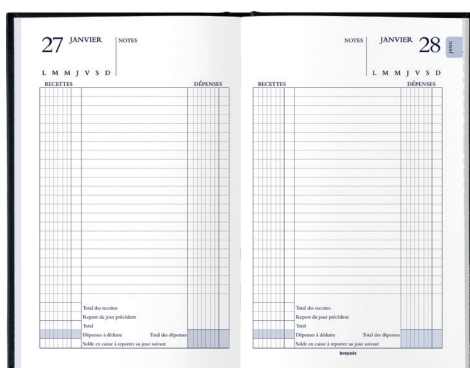 27 JANVIER NOTES
L M M J V S D
RECETTES DÉPENSES
Total des recettes
Report du jour précédent
Total
Dépenses à déduire Total des dépenses
Solde en caisse à reporter au jour suivant
NOTES JANVIER 28
JANV.
L M M J V S D
RECETTES DÉPENSES
Total des recettes
Report du jour précédent
Total
Dépenses à déduire Total des dépenses
Solde en caisse à reporter au jour suivant
brepols